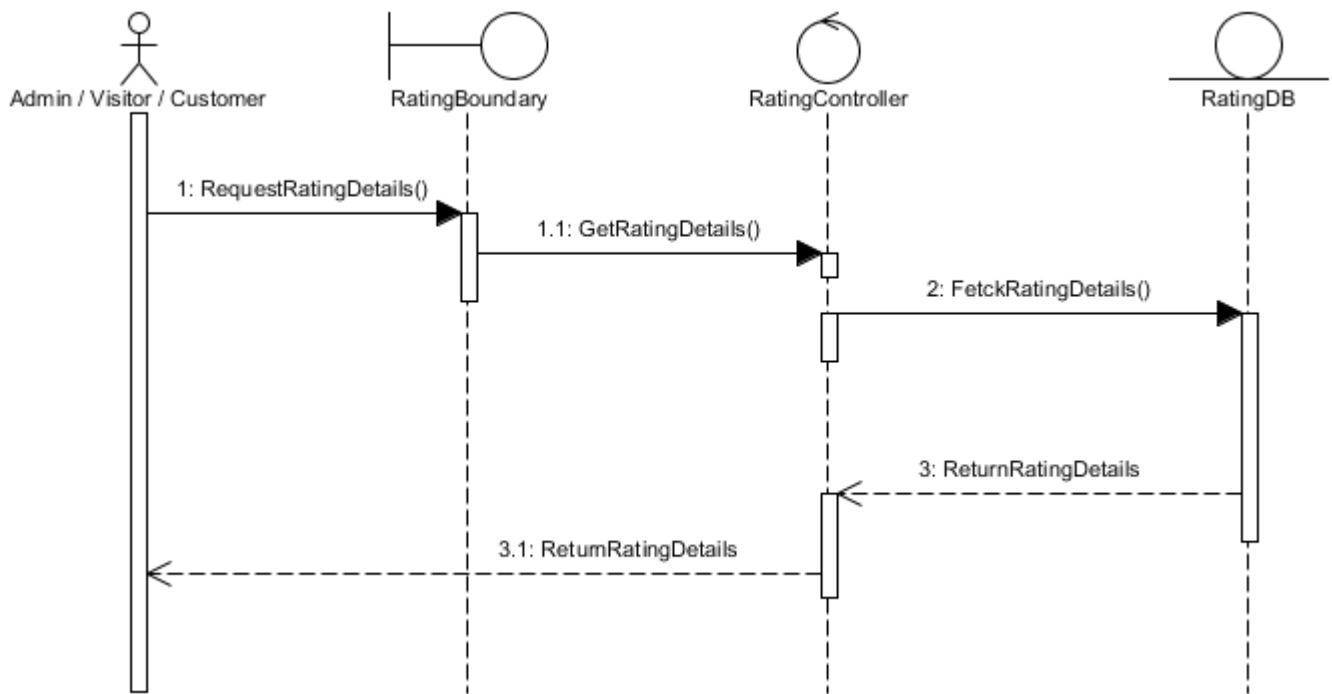 Admin / Visitor / Customer
RatingBoundary
RatingController
RatingDB
1: RequestRatingDetails()
1.1: GetRatingDetails()
2: FetckRatingDetails()
3: ReturnRatingDetails
3.1: ReturnRatingDetails